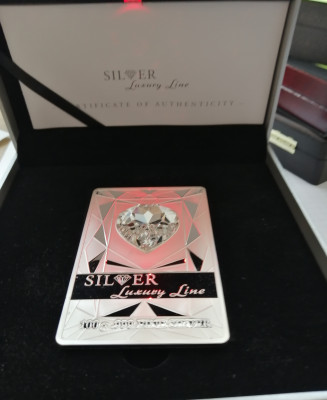 SILVER
Luxury Line
CERTIFICATE OF AUTHENTICITY
SILVER
Luxury Line